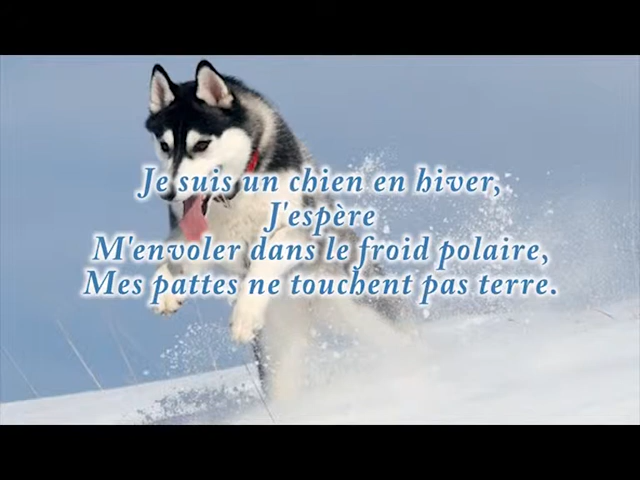 Je suis un chien en hiver,
J'espère
M'envoler dans le froid polaire,
Mes pattes ne touchent pas terre.